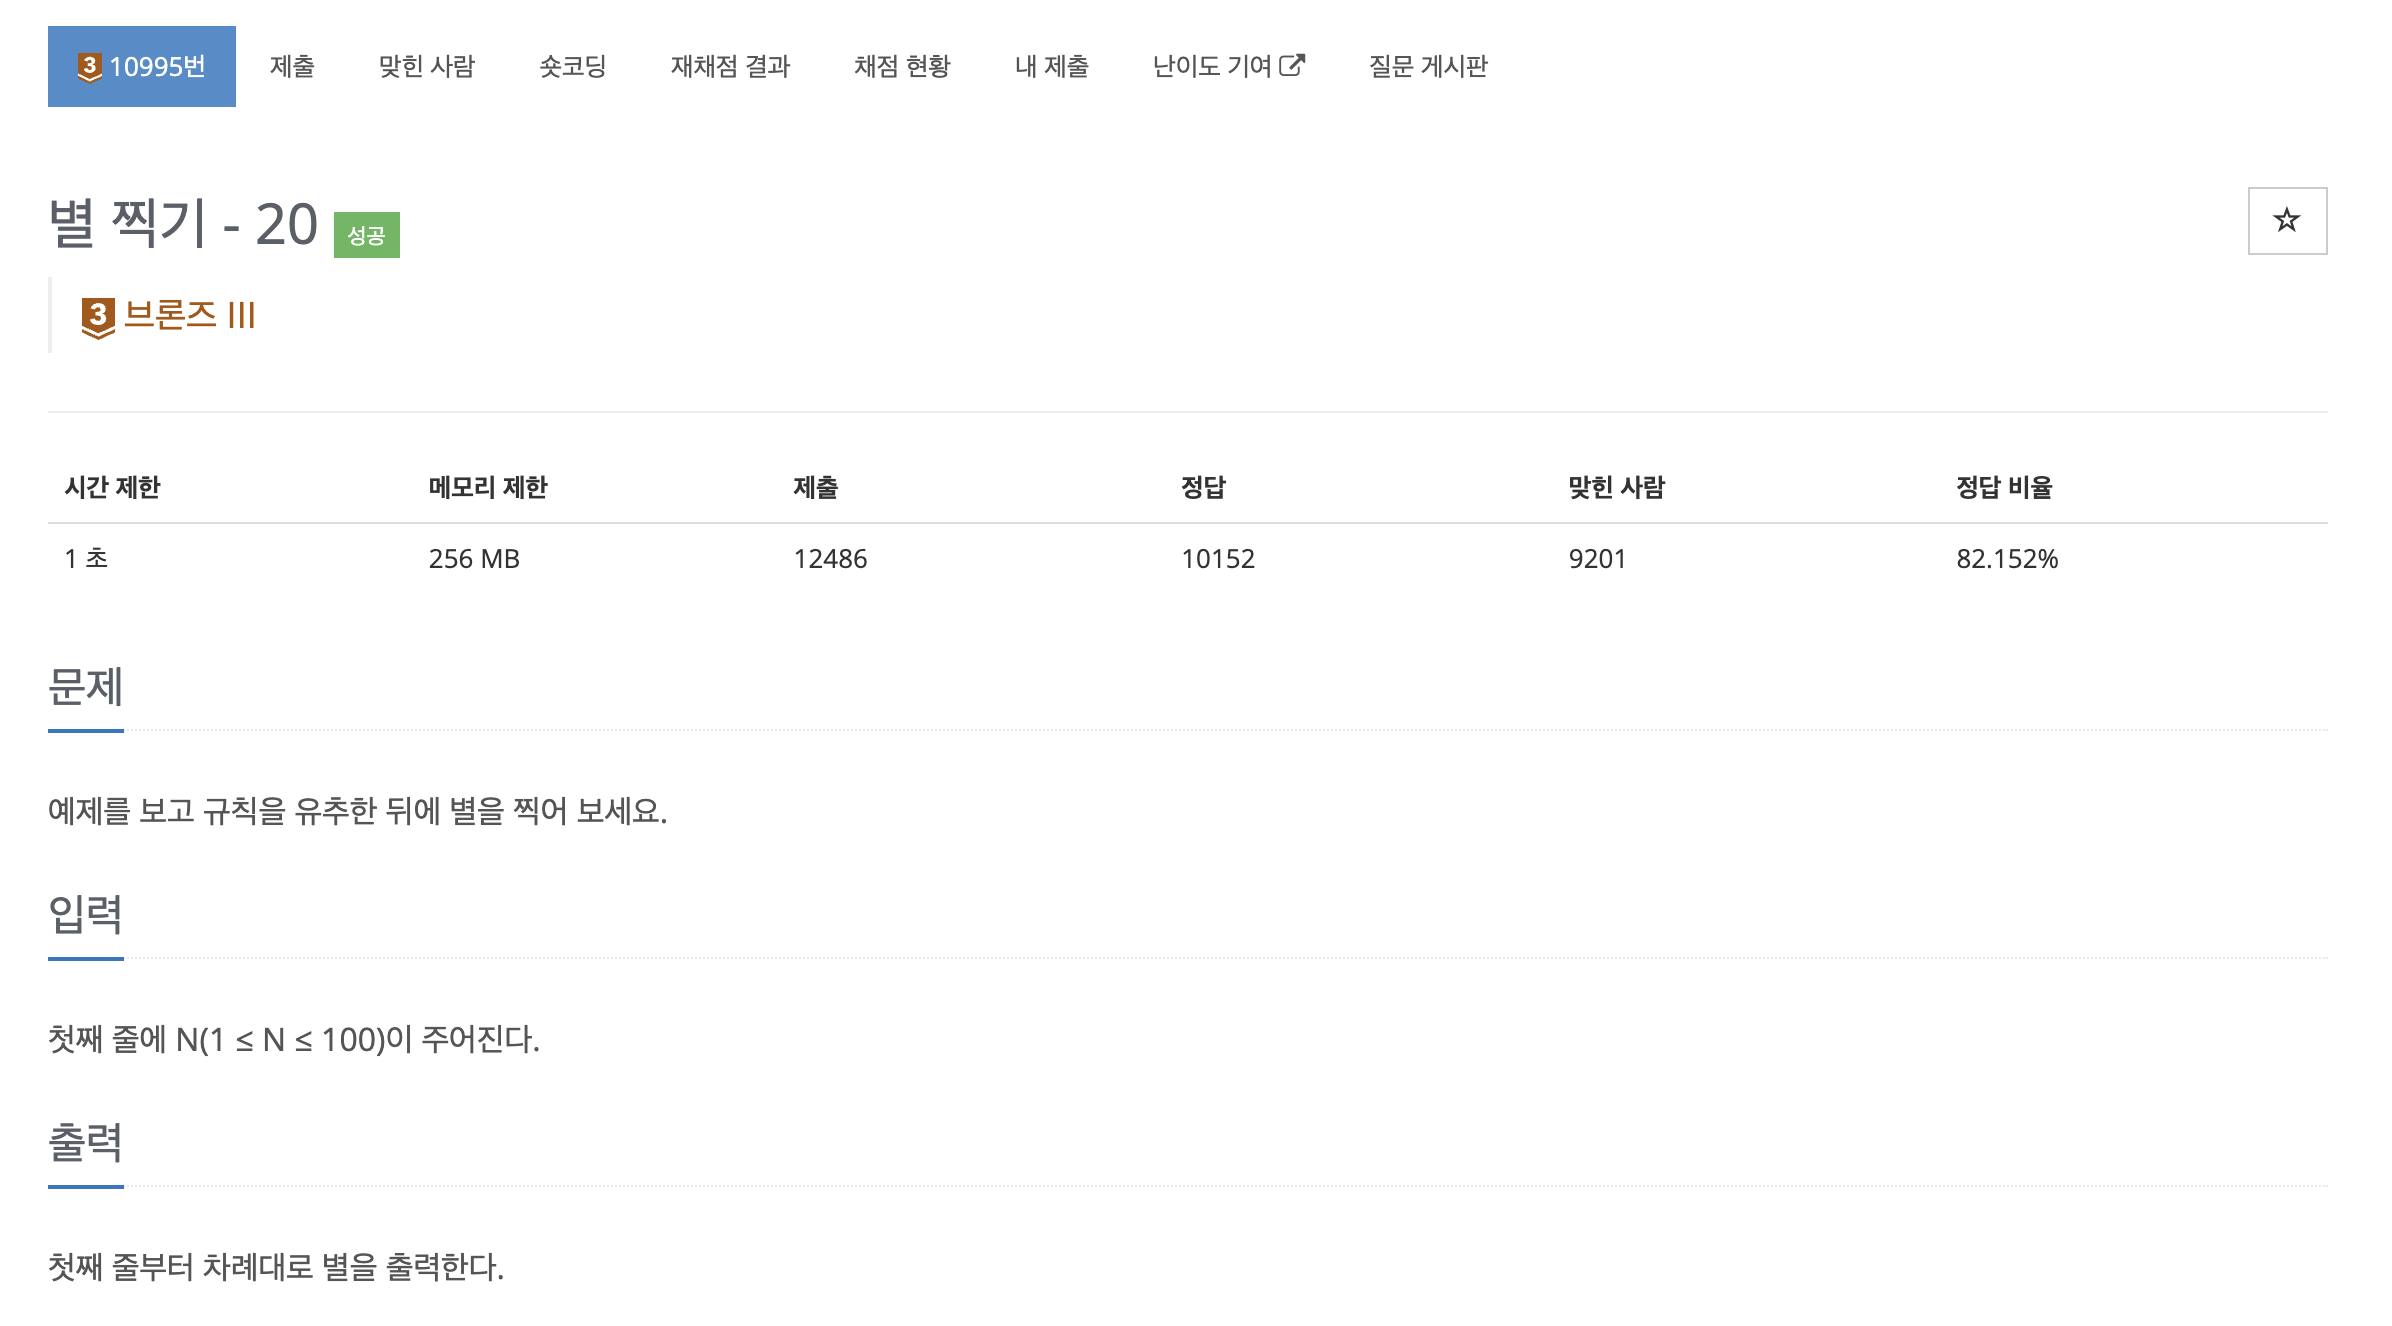 3 10995번 제출 맞힌 사람 숏코딩 재채점 결과 채점 현황 내 제출 난이도 기여 질문 게시판
별 찍기 - 20 성공
3 브론즈 III
시간 제한 메모리 제한 제출 정답 맞힌 사람 정답 비율
1 초 256 MB 12486 10152 9201 82.152%
문제
예제를 보고 규칙을 유추한 뒤에 별을 찍어 보세요.
입력
첫째 줄에 N(1 ≤ N ≤ 100)이 주어진다.
출력
첫째 줄부터 차례대로 별을 출력한다.